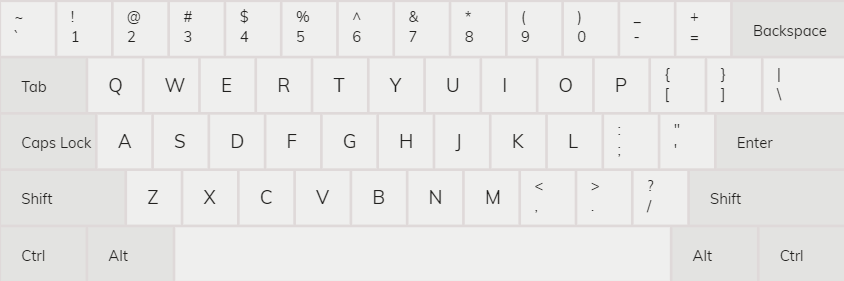 ~ ! @ # $ % ^ & * ( ) _ +
` 1 2 3 4 5 6 7 8 9 0 - = Backspace
Tab Q W E R T Y U I O P { } |
[ ] \
Caps Lock A S D F G H J K L : " Enter
; '
Shift Z X C V B N M < > ? Shift
, . /
Ctrl Alt Alt Ctrl